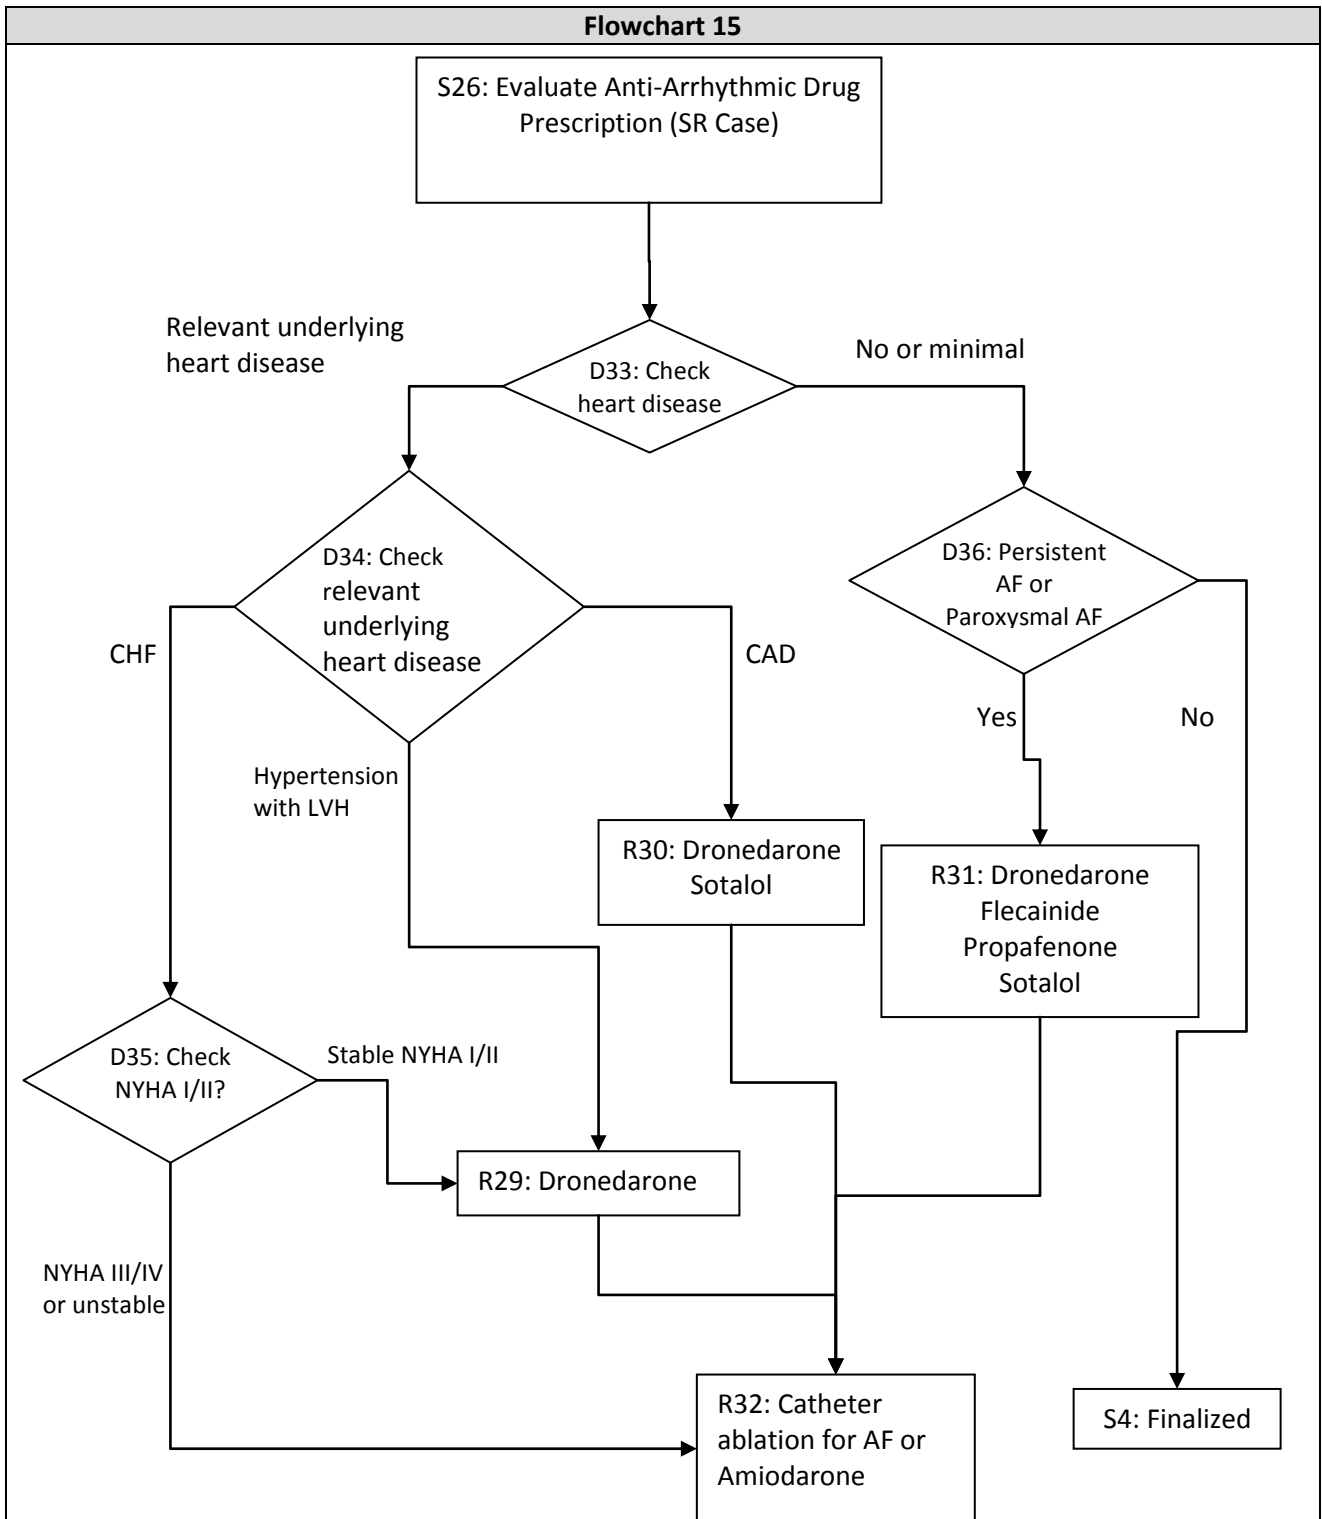 Flowchart 15
S26: Evaluate Anti-Arrhythmic Drug
Prescription (SR Case)
Relevant underlying
heart disease
No or minimal
D33: Check
heart disease
D34: Check
relevant
underlying
heart disease
D36: Persistent
AF or
Paroxysmal AF
CHF
CAD
Yes
No
Hypertension
with LVH
R30: Dronedarone
Sotalol
R31: Dronedarone
Flecainide
Propafenone
Sotalol
D35: Check
NYHA I/II?
Stable NYHA I/II
R29: Dronedarone
NYHA III/IV
or unstable
R32: Catheter
ablation for AF or
Amiodarone
S4: Finalized